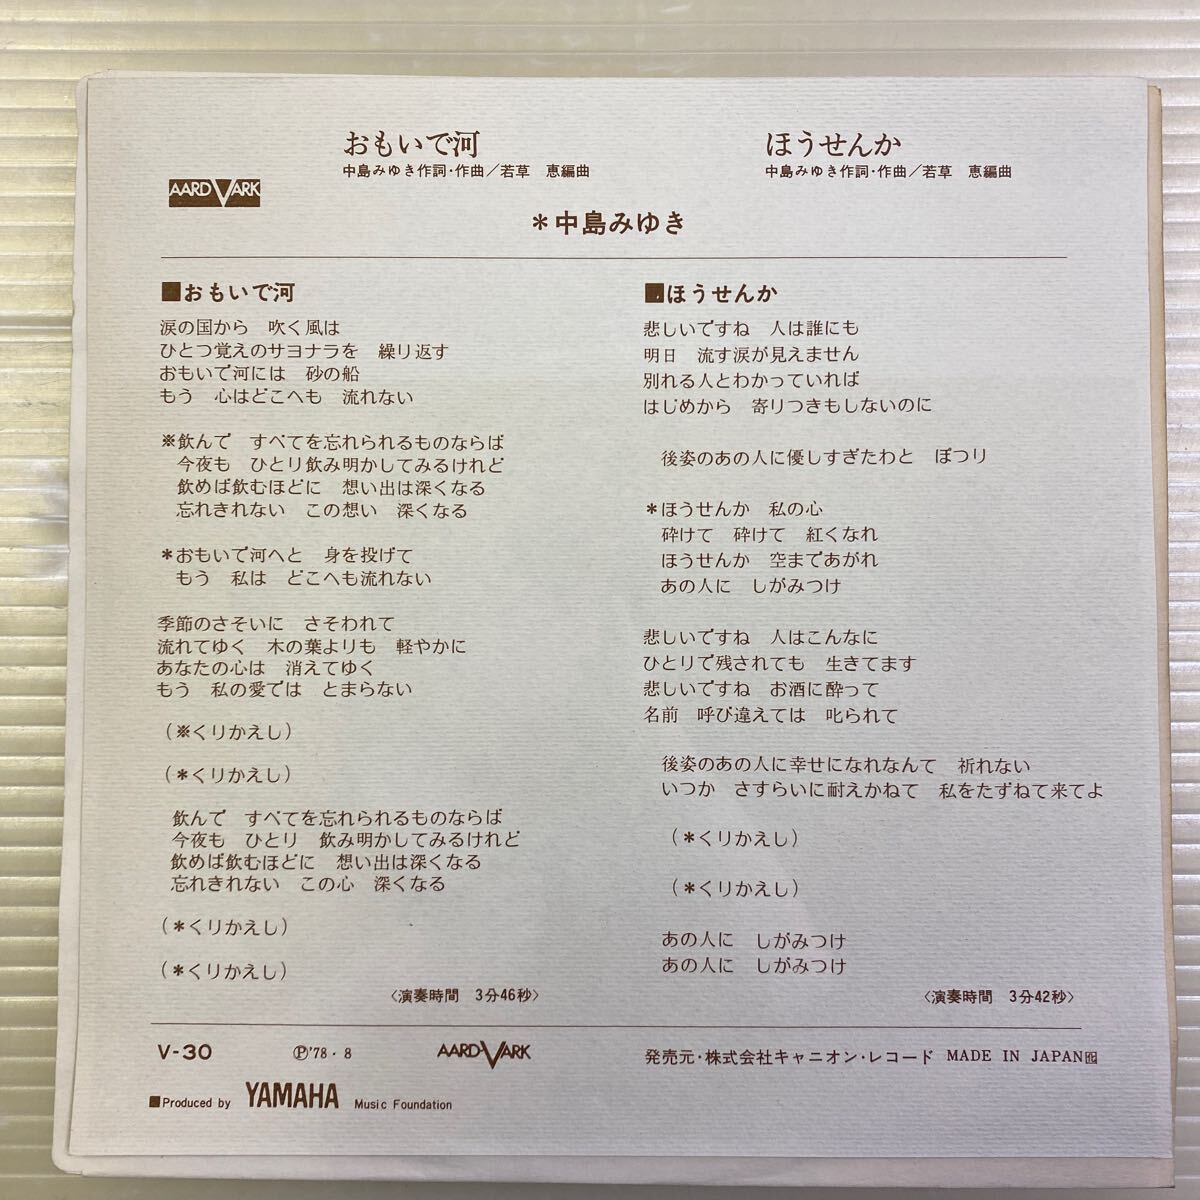 おもいで河
中島みゆき作詞・作曲／若草　恵編曲
ほうせんか
中島みゆき作詞・作曲／若草　恵編曲
AARDVARK
＊中島みゆき
■おもいで河
涙の国から　吹く風は
ひとつ覚えのサヨナラを　繰り返す
おもいで河には　砂の船
もう　心はどこへも　流れない
※飲んで　すべてを忘れられるものならば
今夜も　ひとり飲み明かしてみるけれど
飲めば飲むほどに　想い出は深くなる
忘れきれない　この想い　深くなる
＊おもいで河へと　身を投げて
もう　私は　どこへも流れない
季節のさそいに　さそわれて
流れてゆく　木の葉よりも　軽やかに
あなたの心は　消えてゆく
もう　私の愛では　とまらない
（※くりかえし）
（＊くりかえし）
飲んで　すべてを忘れられるものならば
今夜も　ひとり　飲み明かしてみるけれど
飲めば飲むほどに　想い出は深くなる
忘れきれない　この心　深くなる
（＊くりかえし）
（＊くりかえし）
〈演奏時間　3分46秒〉
■ほうせんか
悲しいですね　人は誰にも
明日　流す涙が見えません
別れる人とわかっていれば
はじめから　寄りつきもしないのに
後姿のあの人に優しすぎたわと　ぽつり
＊ほうせんか　私の心
砕けて　砕けて　紅くなれ
ほうせんか　空まであがれ
あの人に　しがみつけ
悲しいですね　人はこんなに
ひとりで残されても　生きてます
悲しいですね　お酒に酔って
名前　呼び違えては　叱られて
後姿のあの人に幸せになれなんて　祈れない
いつか　さすらいに耐えかねて　私をたずねて来てよ
（＊くりかえし）
（＊くりかえし）
あの人に　しがみつけ
あの人に　しがみつけ
〈演奏時間　3分42秒〉
V-30　Ⓟ'78・8　AARDVARK　発売元・株式会社キャニオン・レコード　MADE IN JAPAN
■Produced by YAMAHA Music Foundation